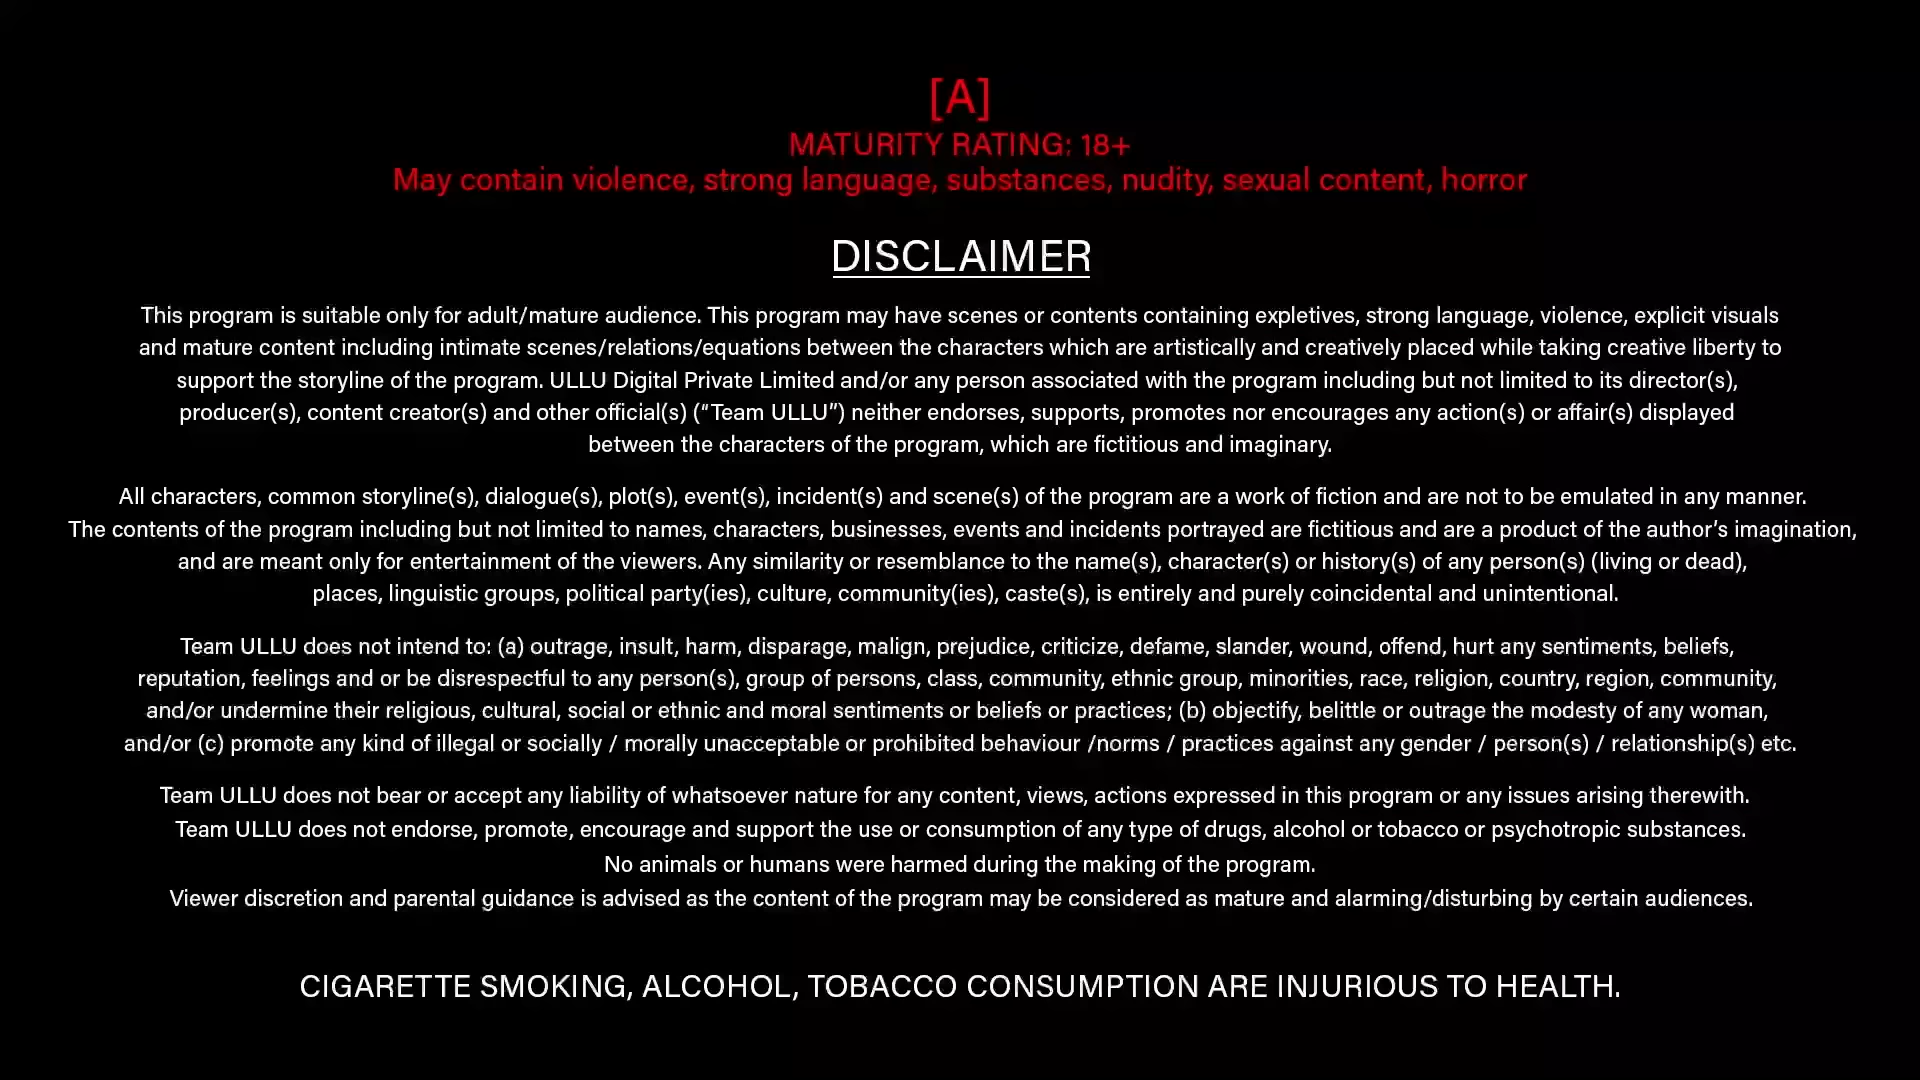 [A]
MATURITY RATING: 18+
May contain violence, strong language, substances, nudity, sexual content, horror
DISCLAIMER
This program is suitable only for adult/mature audience. This program may have scenes or contents containing expletives, strong language, violence, explicit visuals
and mature content including intimate scenes/relations/equations between the characters which are artistically and creatively placed while taking creative liberty to
support the storyline of the program. ULLU Digital Private Limited and/or any person associated with the program including but not limited to its director(s),
producer(s), content creator(s) and other official(s) (“Team ULLU”) neither endorses, supports, promotes nor encourages any action(s) or affair(s) displayed
between the characters of the program, which are fictitious and imaginary.
All characters, common storyline(s), dialogue(s), plot(s), event(s), incident(s) and scene(s) of the program are a work of fiction and are not to be emulated in any manner.
The contents of the program including but not limited to names, characters, businesses, events and incidents portrayed are fictitious and are a product of the author’s imagination,
and are meant only for entertainment of the viewers. Any similarity or resemblance to the name(s), character(s) or history(s) of any person(s) (living or dead),
places, linguistic groups, political party(ies), culture, community(ies), caste(s), is entirely and purely coincidental and unintentional.
Team ULLU does not intend to: (a) outrage, insult, harm, disparage, malign, prejudice, criticize, defame, slander, wound, offend, hurt any sentiments, beliefs,
reputation, feelings and or be disrespectful to any person(s), group of persons, class, community, ethnic group, minorities, race, religion, country, region, community,
and/or undermine their religious, cultural, social or ethnic and moral sentiments or beliefs or practices; (b) objectify, belittle or outrage the modesty of any woman,
and/or (c) promote any kind of illegal or socially / morally unacceptable or prohibited behaviour /norms / practices against any gender / person(s) / relationship(s) etc.
Team ULLU does not bear or accept any liability of whatsoever nature for any content, views, actions expressed in this program or any issues arising therewith.
Team ULLU does not endorse, promote, encourage and support the use or consumption of any type of drugs, alcohol or tobacco or psychotropic substances.
No animals or humans were harmed during the making of the program.
Viewer discretion and parental guidance is advised as the content of the program may be considered as mature and alarming/disturbing by certain audiences.
CIGARETTE SMOKING, ALCOHOL, TOBACCO CONSUMPTION ARE INJURIOUS TO HEALTH.